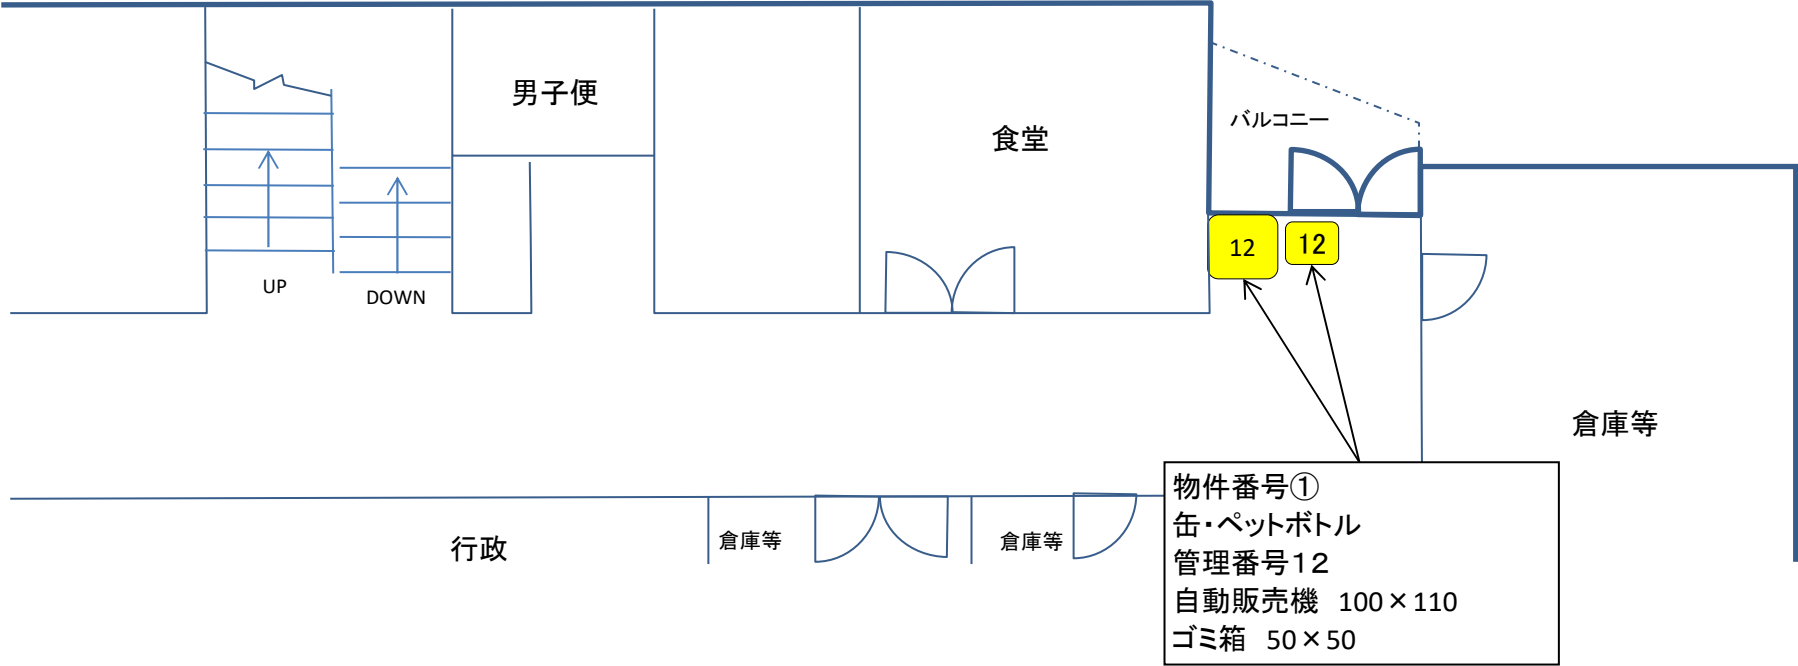 男子便
食堂
バルコニー
12
12
UP
DOWN
倉庫等
行政
倉庫等
倉庫等
物件番号①
缶・ペットボトル
管理番号12
自動販売機 100×110
ゴミ箱 50×50